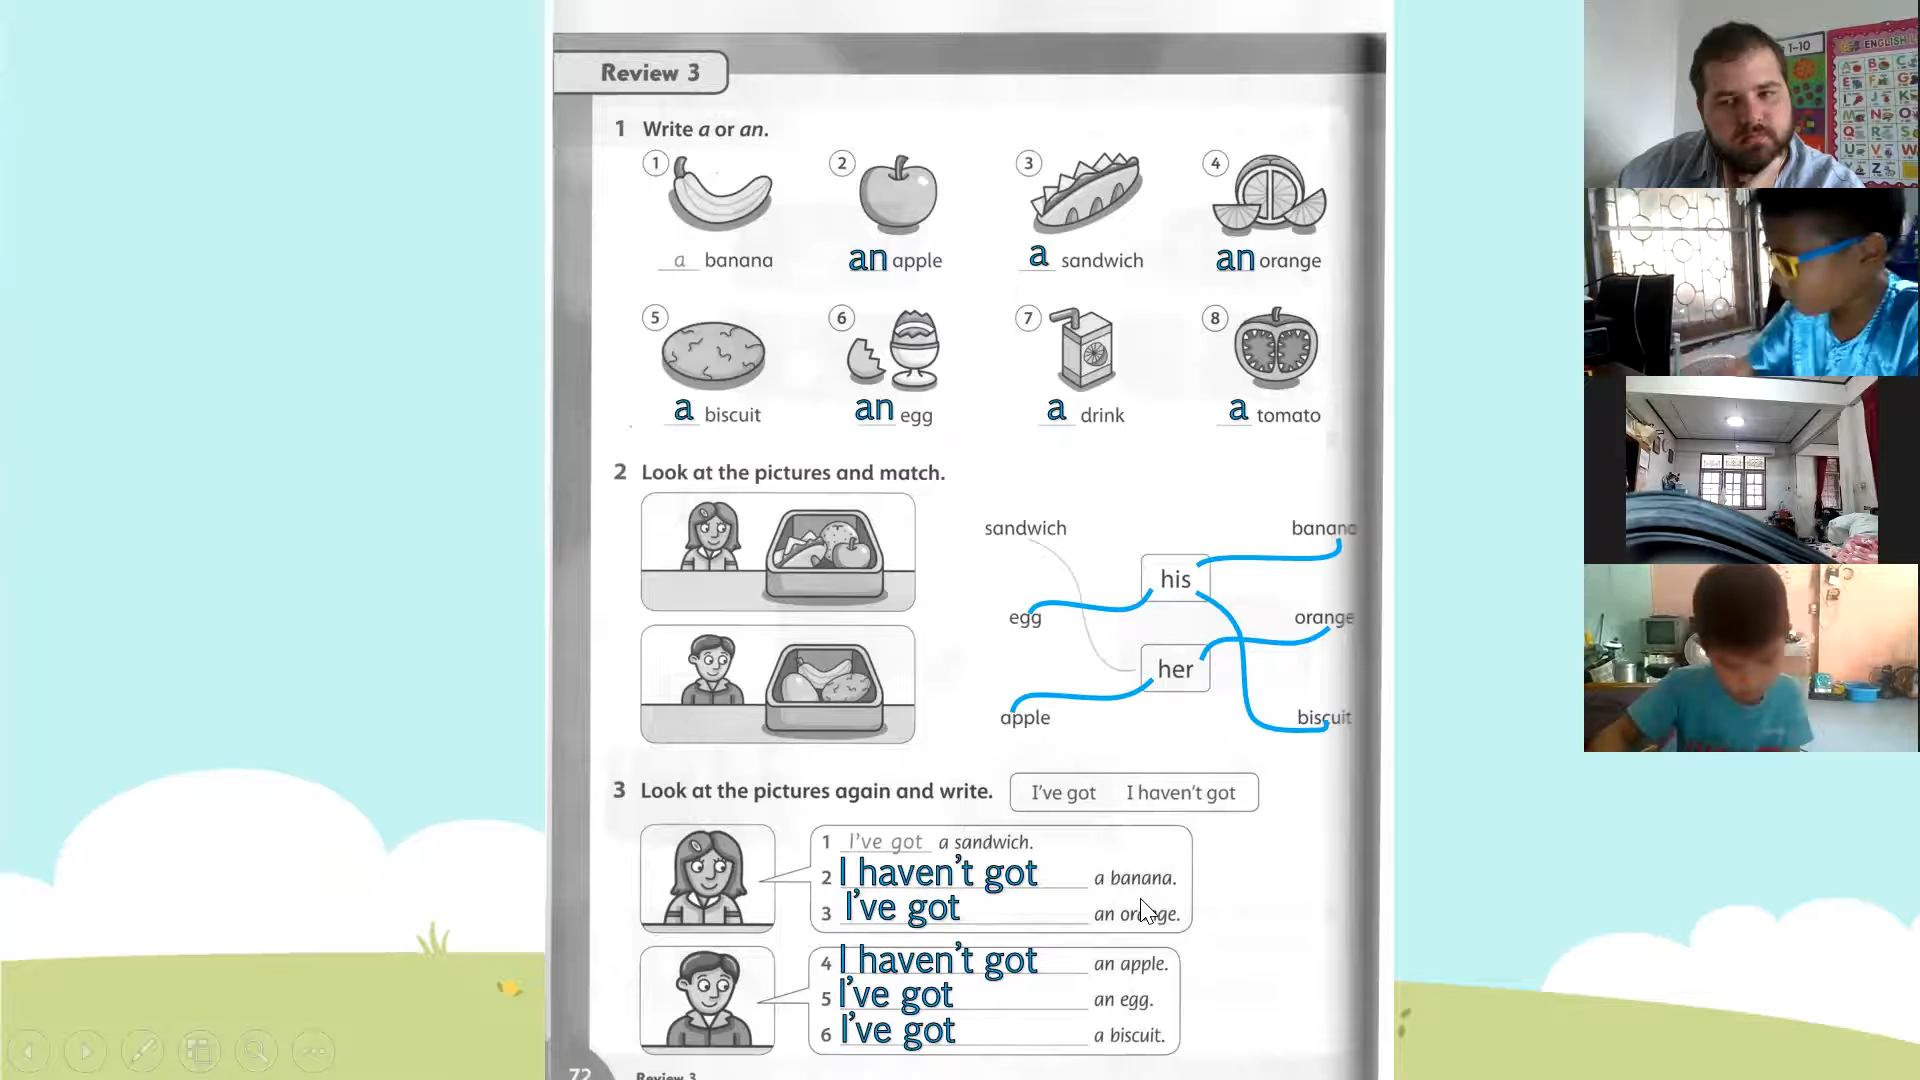 Review 3
1 Write a or an.
1 2 3 4
a banana an apple a sandwich an orange
5 6 7 8
a biscuit an egg a drink a tomato
2 Look at the pictures and match.
sandwich banana
his
egg orange
her
apple biscuit
3 Look at the pictures again and write. I've got I haven't got
1 I've got a sandwich.
2 I haven't got a banana.
3 I've got an orange.
4 I haven't got an apple.
5 I've got an egg.
6 I've got a biscuit.
72 Review 3
1-10
ENGLISH